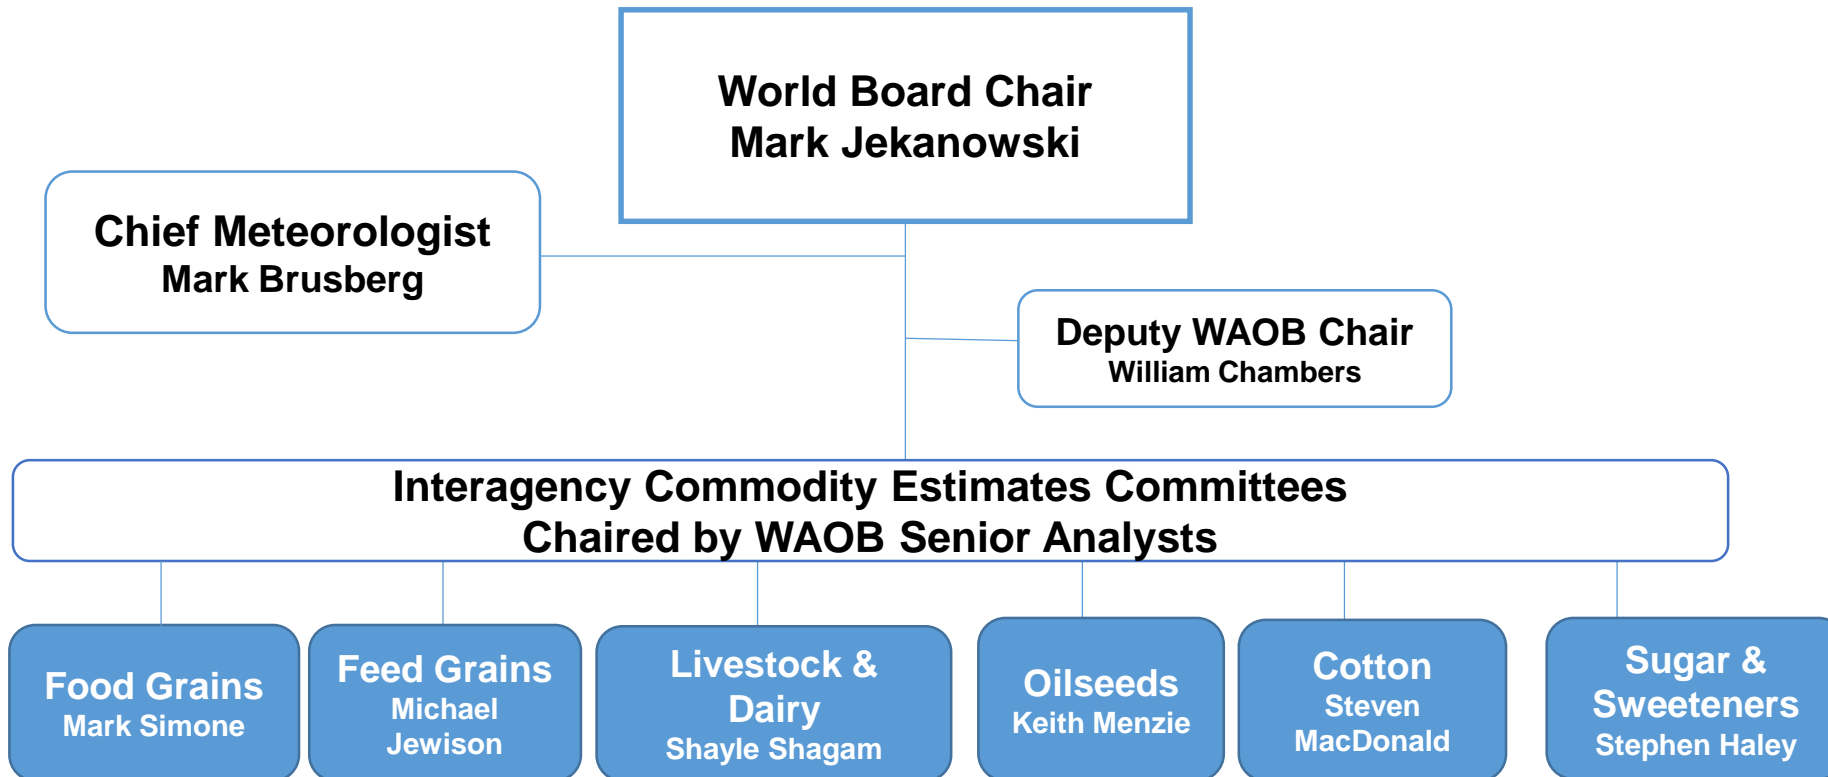 World Board Chair
Mark Jekanowski
Chief Meteorologist
Mark Brusberg
Deputy WAOB Chair
William Chambers
Interagency Commodity Estimates Committees
Chaired by WAOB Senior Analysts
Food Grains
Mark Simone
Feed Grains
Michael
Jewison
Livestock &
Dairy
Shayle Shagam
Oilseeds
Keith Menzie
Cotton
Steven
MacDonald
Sugar &
Sweeteners
Stephen Haley